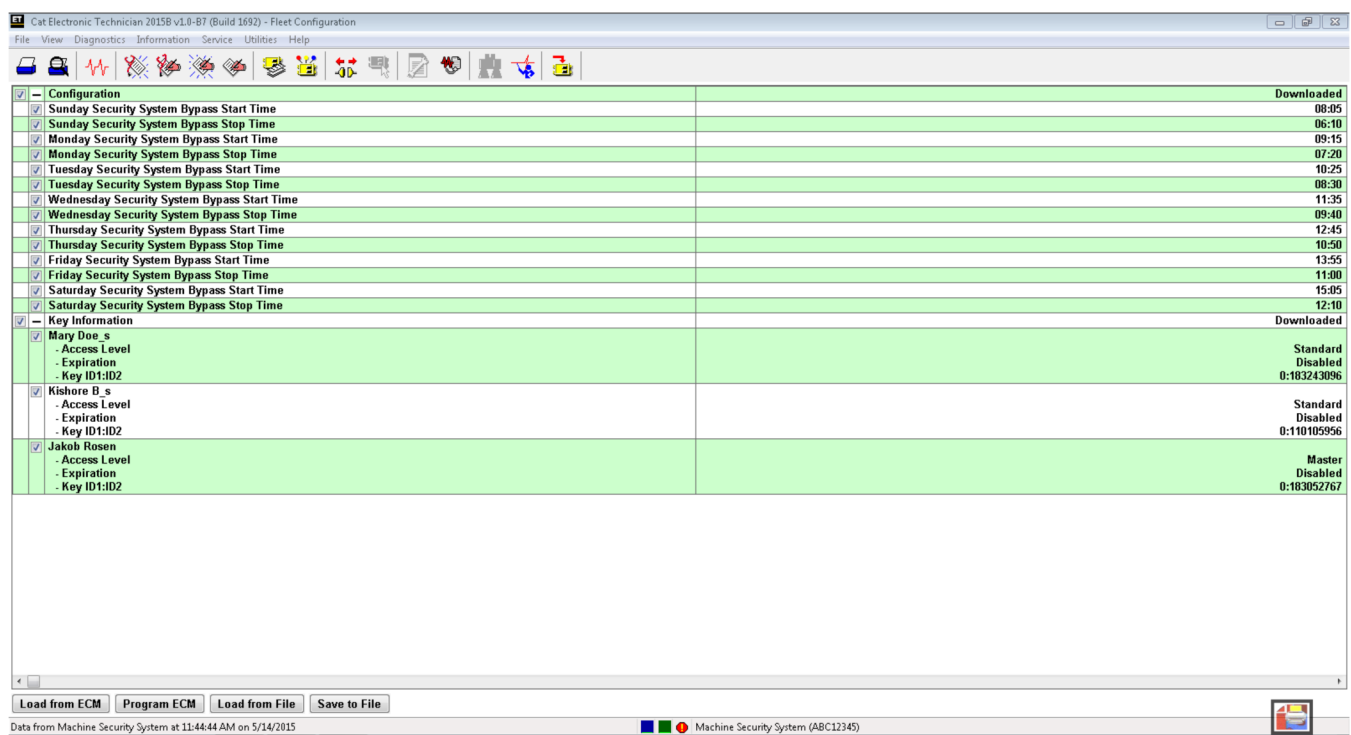 ET Cat Electronic Technician 2015B v1.0-B7 (Build 1692) - Fleet Configuration
File View Diagnostics Information Service Utilities Help
Configuration Downloaded
Sunday Security System Bypass Start Time 08:05
Sunday Security System Bypass Stop Time 06:10
Monday Security System Bypass Start Time 09:15
Monday Security System Bypass Stop Time 07:20
Tuesday Security System Bypass Start Time 10:25
Tuesday Security System Bypass Stop Time 08:30
Wednesday Security System Bypass Start Time 11:35
Wednesday Security System Bypass Stop Time 09:40
Thursday Security System Bypass Start Time 12:45
Thursday Security System Bypass Stop Time 10:50
Friday Security System Bypass Start Time 13:55
Friday Security System Bypass Stop Time 11:00
Saturday Security System Bypass Start Time 15:05
Saturday Security System Bypass Stop Time 12:10
Key Information Downloaded
Mary Doe_s
- Access Level Standard
- Expiration Disabled
- Key ID1:ID2 0:183243096
Kishore B_s
- Access Level Standard
- Expiration Disabled
- Key ID1:ID2 0:110105956
Jakob Rosen
- Access Level Master
- Expiration Disabled
- Key ID1:ID2 0:183052767
Load from ECM Program ECM Load from File Save to File
Data from Machine Security System at 11:44:44 AM on 5/14/2015 Machine Security System (ABC12345)